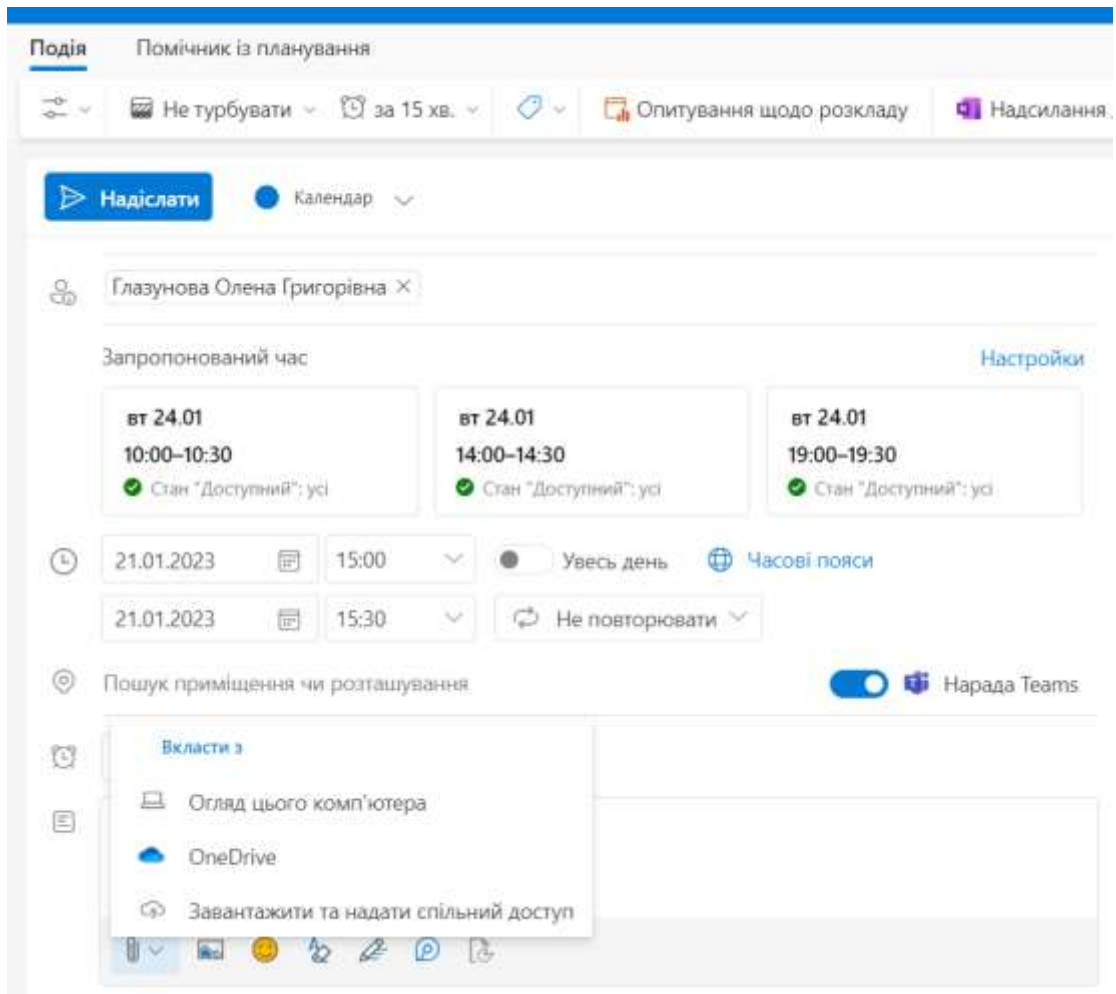 Подія Помічник із планування
Не турбувати за 15 хв. Опитування щодо розкладу Надсилання
Надіслати Календар
Глазунова Олена Григорівна ×
Запропонований час Настройки
вт 24.01 вт 24.01 вт 24.01
10:00–10:30 14:00–14:30 19:00–19:30
Стан "Доступний": усі Стан "Доступний": усі Стан "Доступний": усі
21.01.2023 15:00 Увесь день Часові пояси
21.01.2023 15:30 Не повторювати
Пошук приміщення чи розташування Нарада Teams
Вкласти з
Огляд цього комп'ютера
OneDrive
Завантажити та надати спільний доступ